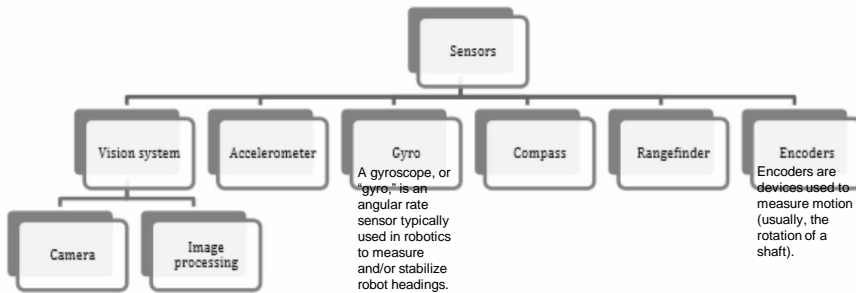 Sensors
Vision system
Accelerometer
Gyro
Compass
Rangefinder
Encoders
A gyroscope, or
“gyro,” is an
angular rate
sensor typically
used in robotics
to measure
and/or stabilize
robot headings.
Encoders are
devices used to
measure motion
(usually, the
rotation of a
shaft).
Camera
Image
processing